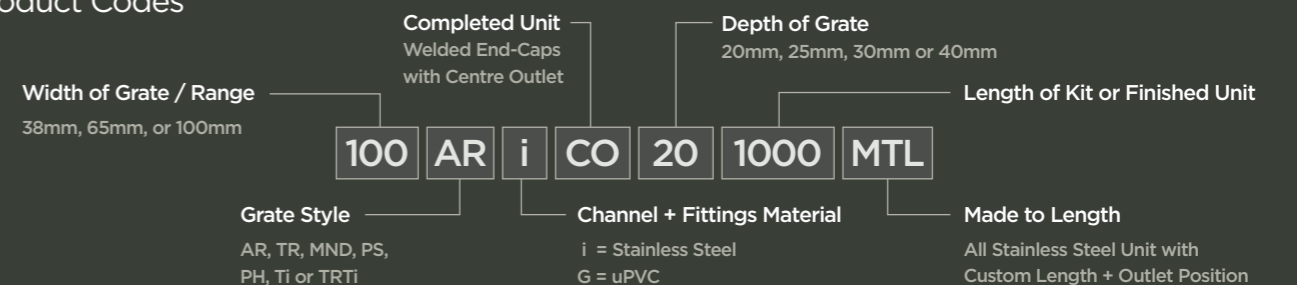 Product Codes
Completed Unit
Welded End-Caps
with Centre Outlet
Depth of Grate
20mm, 25mm, 30mm or 40mm
Width of Grate / Range
38mm, 65mm, or 100mm
Length of Kit or Finished Unit
100 AR i CO 20 1000 MTL
Grate Style
AR, TR, MND, PS,
PH, Ti or TRTi
Channel + Fittings Material
i = Stainless Steel
G = uPVC
Made to Length
All Stainless Steel Unit with
Custom Length + Outlet Position